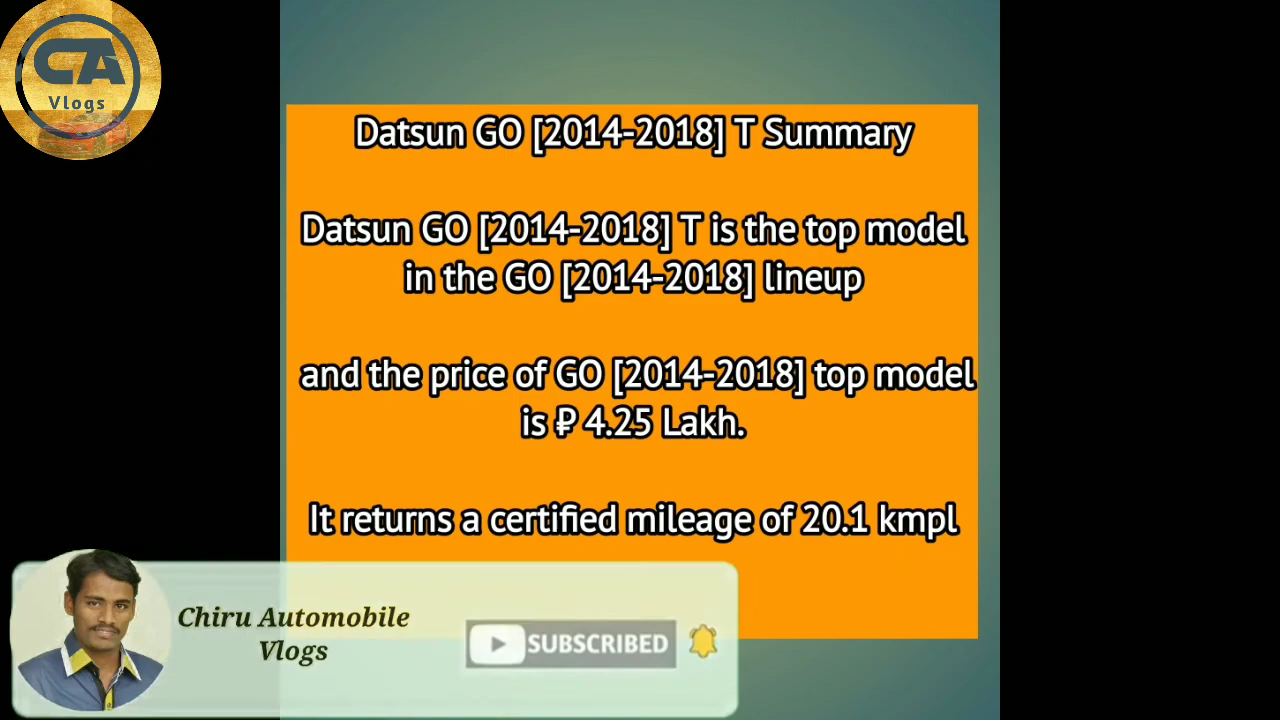 CA
Vlogs
Datsun GO [2014-2018] T Summary
Datsun GO [2014-2018] T is the top model
in the GO [2014-2018] lineup
and the price of GO [2014-2018] top model
is ₽ 4.25 Lakh.
It returns a certified mileage of 20.1 kmpl
Chiru Automobile
Vlogs
SUBSCRIBED